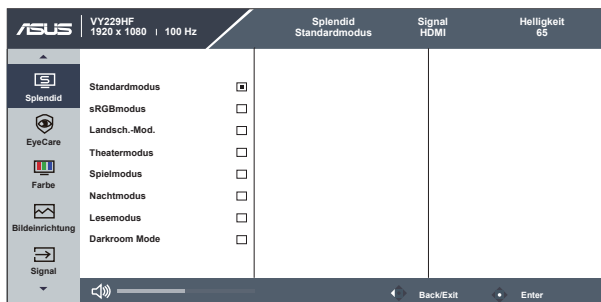 ASUS
VY229HF
1920 x 1080 | 100 Hz
Splendid
Standardmodus
Signal
HDMI
Helligkeit
65
Splendid
EyeCare
Farbe
Bildeinrichtung
Signal
Standardmodus
sRGBmodus
Landsch.-Mod.
Theatermodus
Spielmodus
Nachtmodus
Lesemodus
Darkroom Mode
Back/Exit
Enter